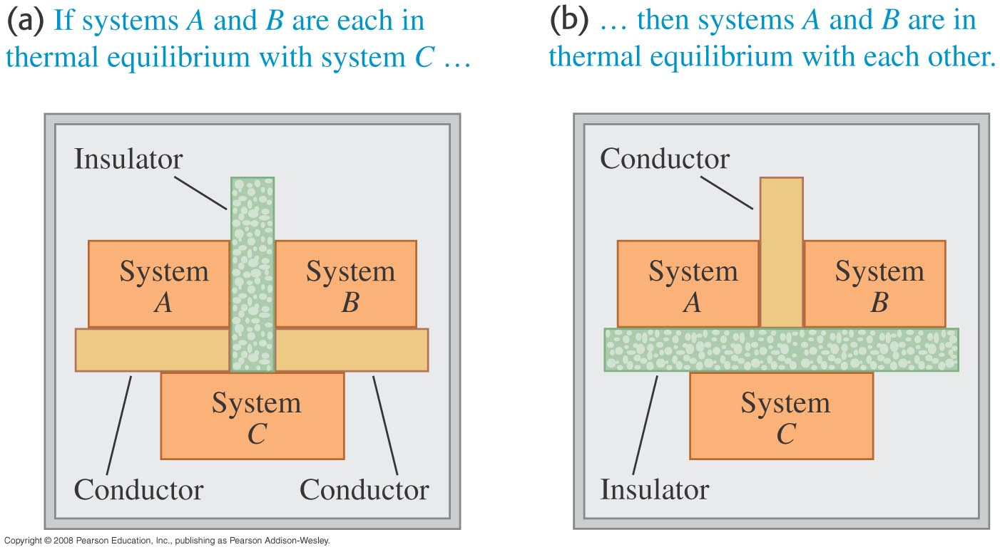 (a) If systems A and B are each in
thermal equilibrium with system C …
Insulator
System
A
System
B
System
C
Conductor
Conductor
(b) … then systems A and B are in
thermal equilibrium with each other.
Conductor
System
A
System
B
System
C
Insulator
Copyright © 2008 Pearson Education, Inc., publishing as Pearson Addison-Wesley.